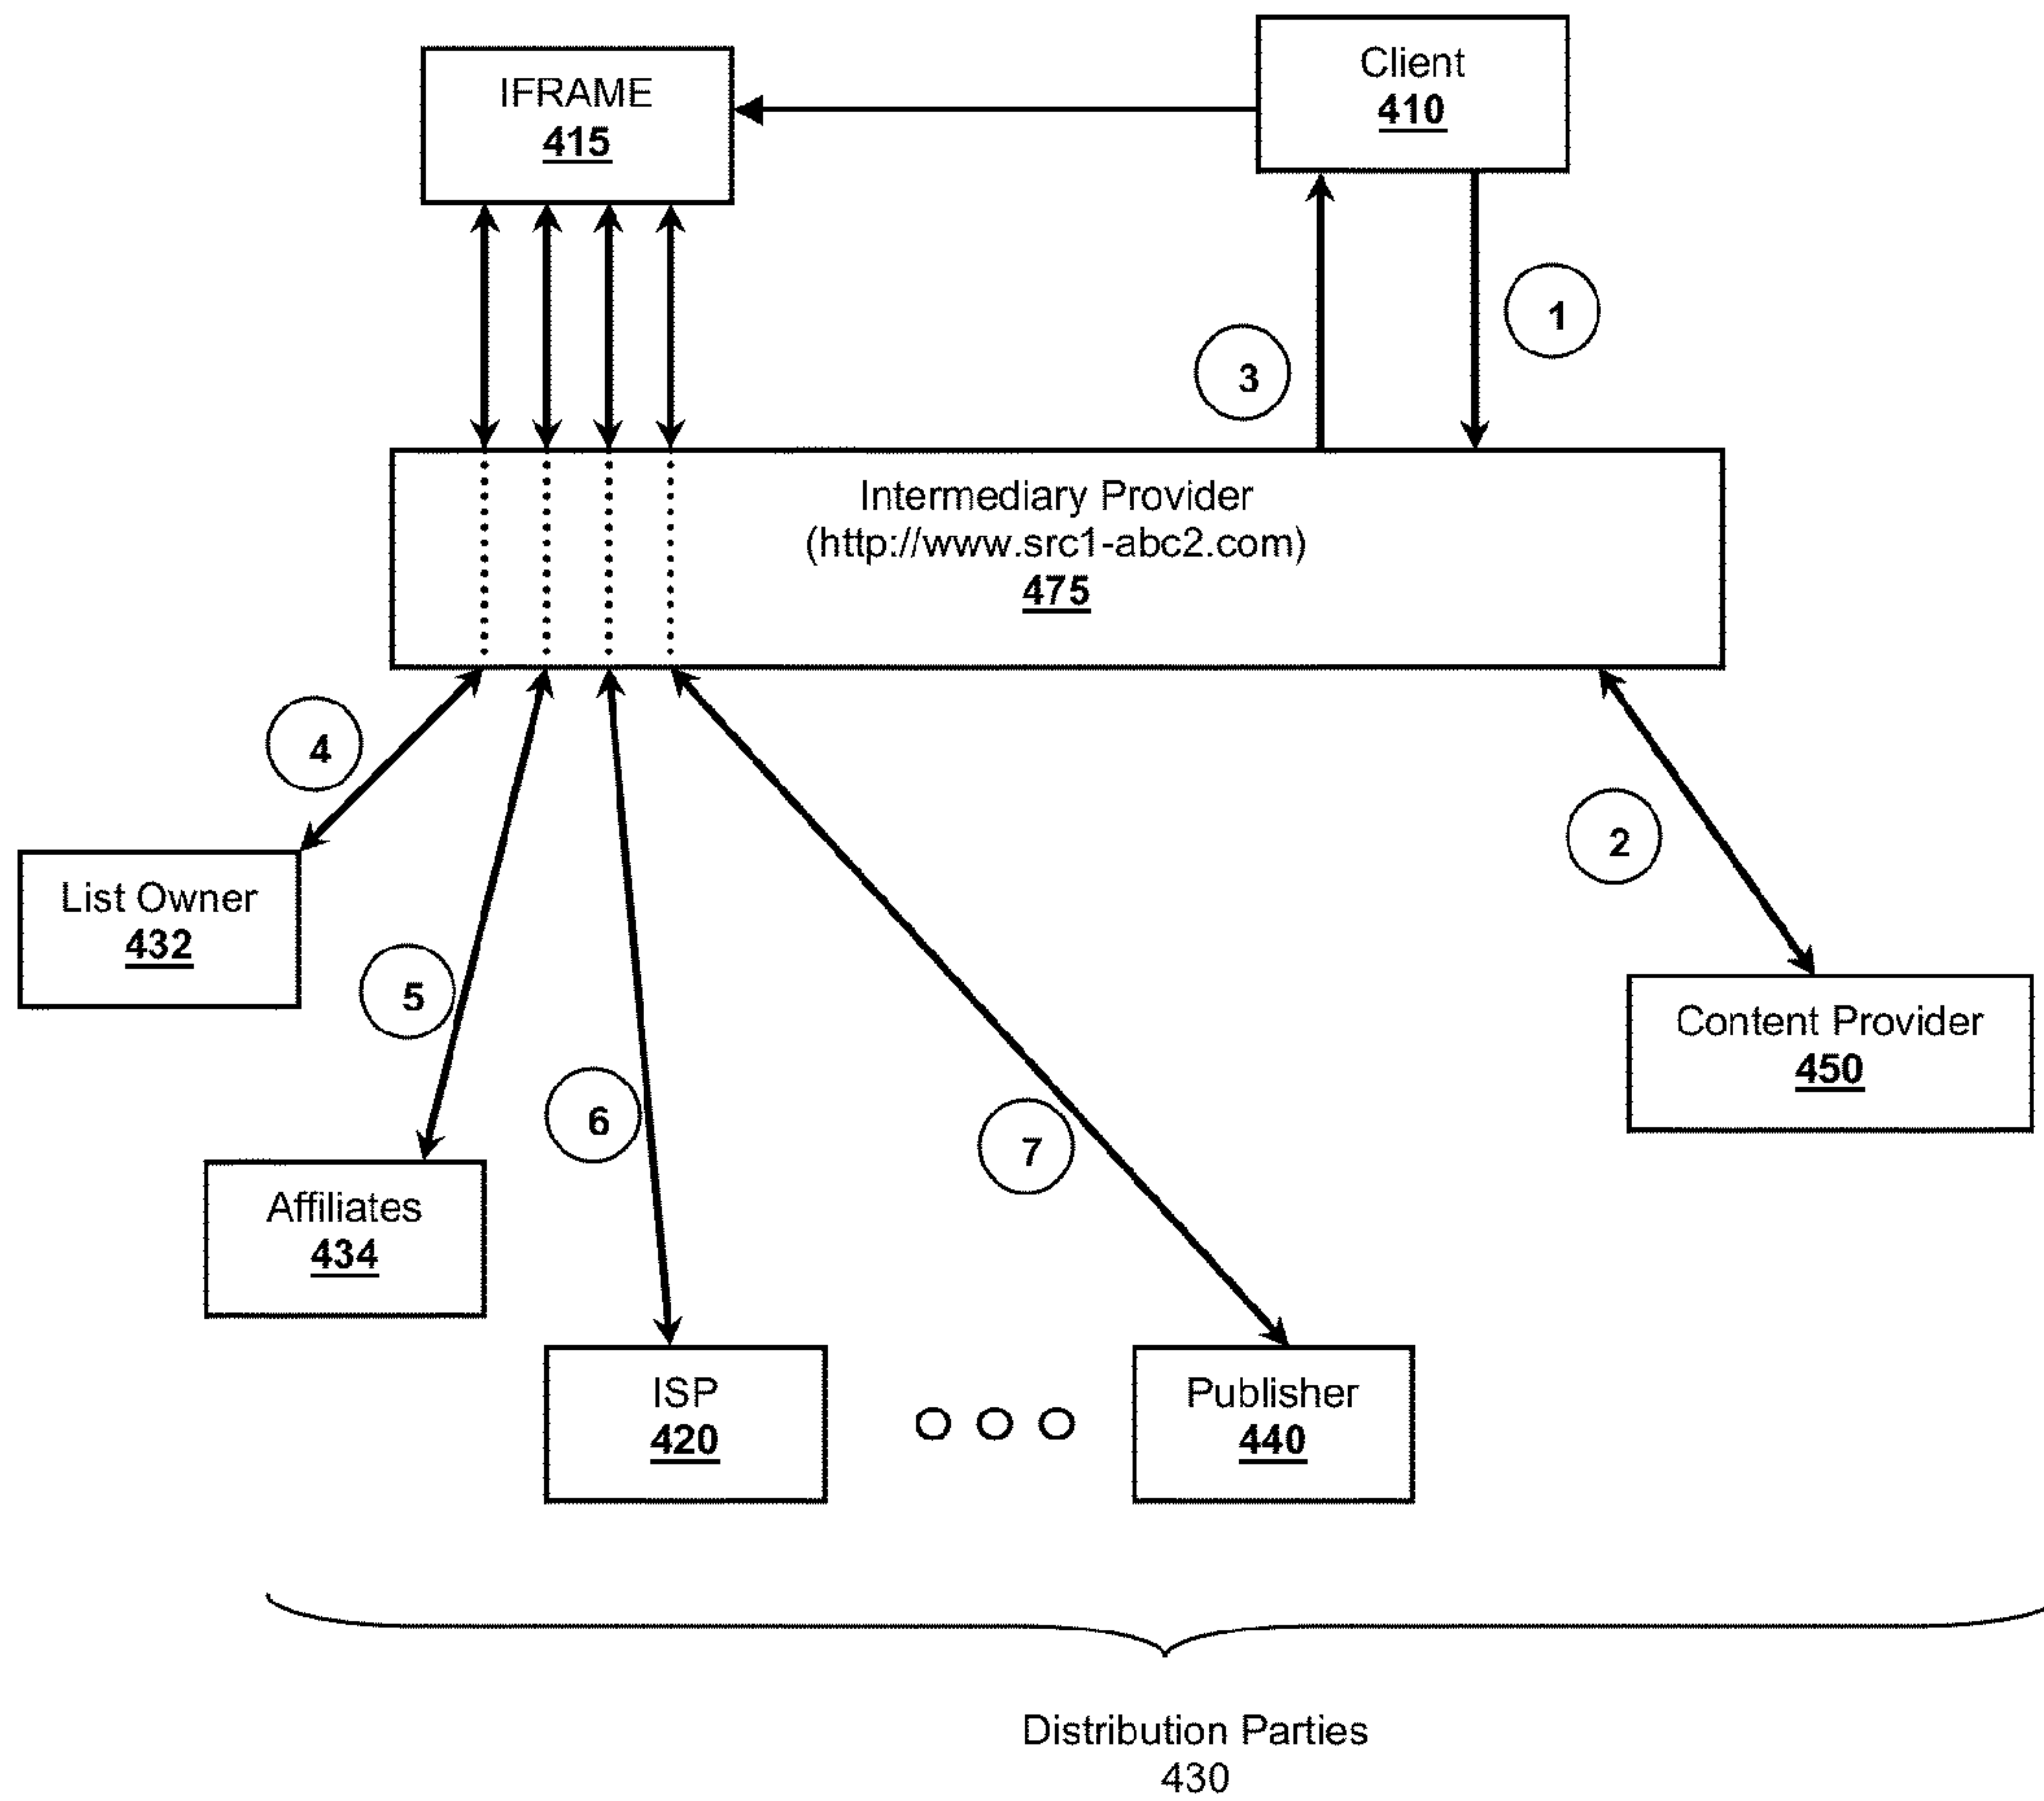 IFRAME
415
Client
410
1
3
Intermediary Provider
(http://www.src1-abc2.com)
475
4
2
List Owner
432
5
Content Provider
450
6
7
Affiliates
434
ISP
420
Publisher
440
Distribution Parties
430